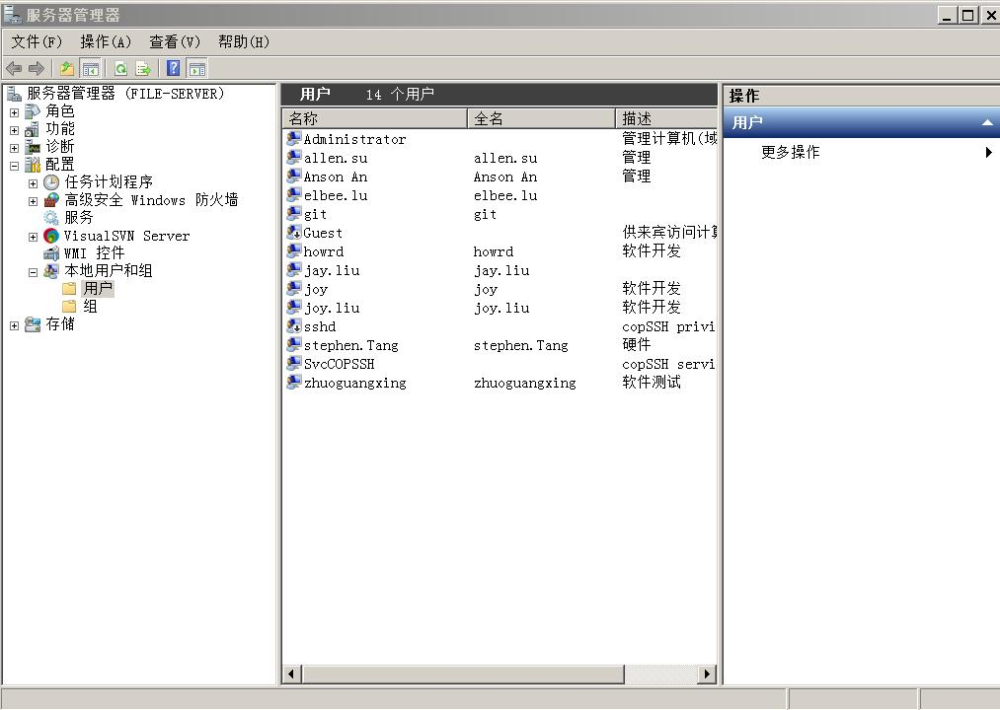 服务器管理器
文件(F) 操作(A) 查看(V) 帮助(H)
服务器管理器 (FILE-SERVER)
角色
功能
诊断
配置
任务计划程序
高级安全 Windows 防火墙
服务
VisualSVN Server
WMI 控件
本地用户和组
用户
组
存储
用户 14 个用户
名称 全名 描述
Administrator 管理计算机(域
allen.su allen.su 管理
Anson An Anson An 管理
elbee.lu elbee.lu
git git
Guest 供来宾访问计算
howrd howrd 软件开发
jay.liu jay.liu
joy joy 软件开发
joy.liu joy.liu 软件开发
sshd copSSH privi
stephen.Tang stephen.Tang 硬件
SvcCOPSSH copSSH servi
zhuoguangxing zhuoguangxing 软件测试
操作
用户
更多操作